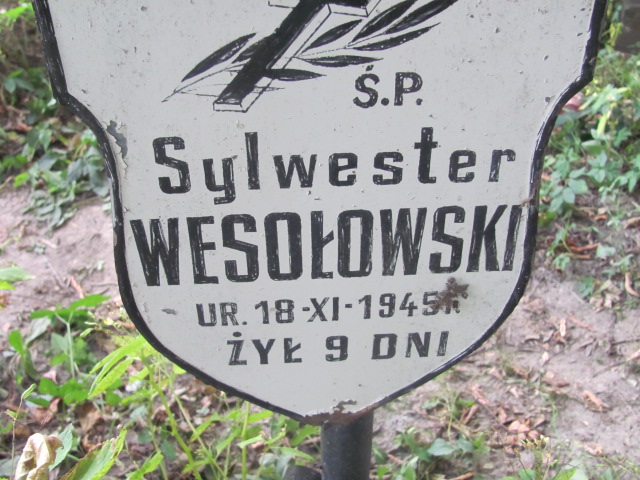 Ś.P.
Sylwester
WESOŁOWSKI
UR. 18-XI-1945 R.
ŻYŁ 9 DNI